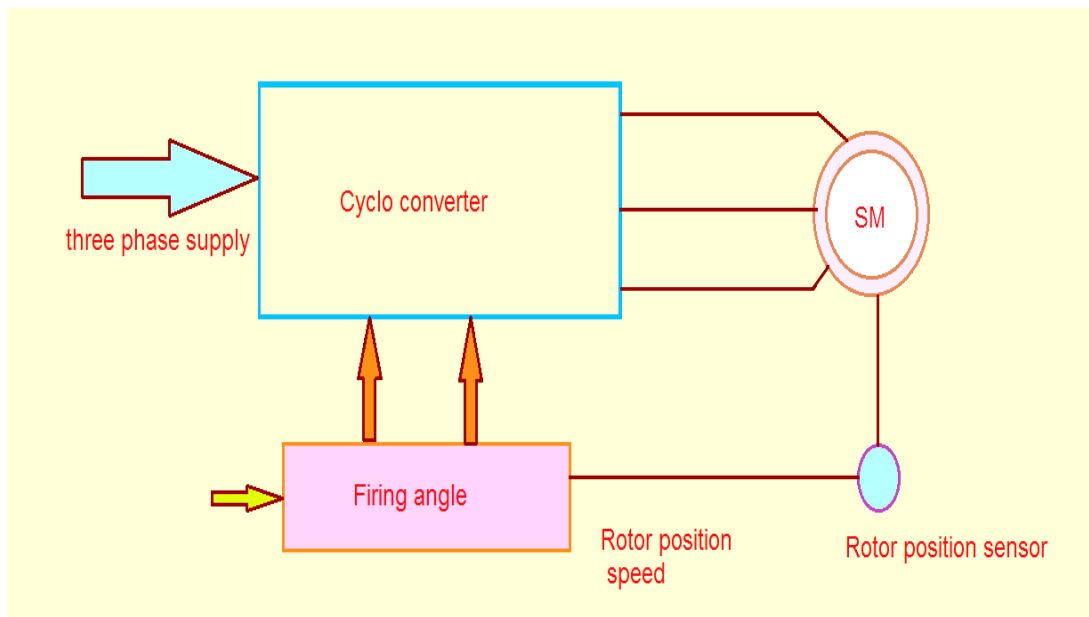 three phase supply
Cyclo converter
SM
Firing angle
Rotor position
speed
Rotor position sensor